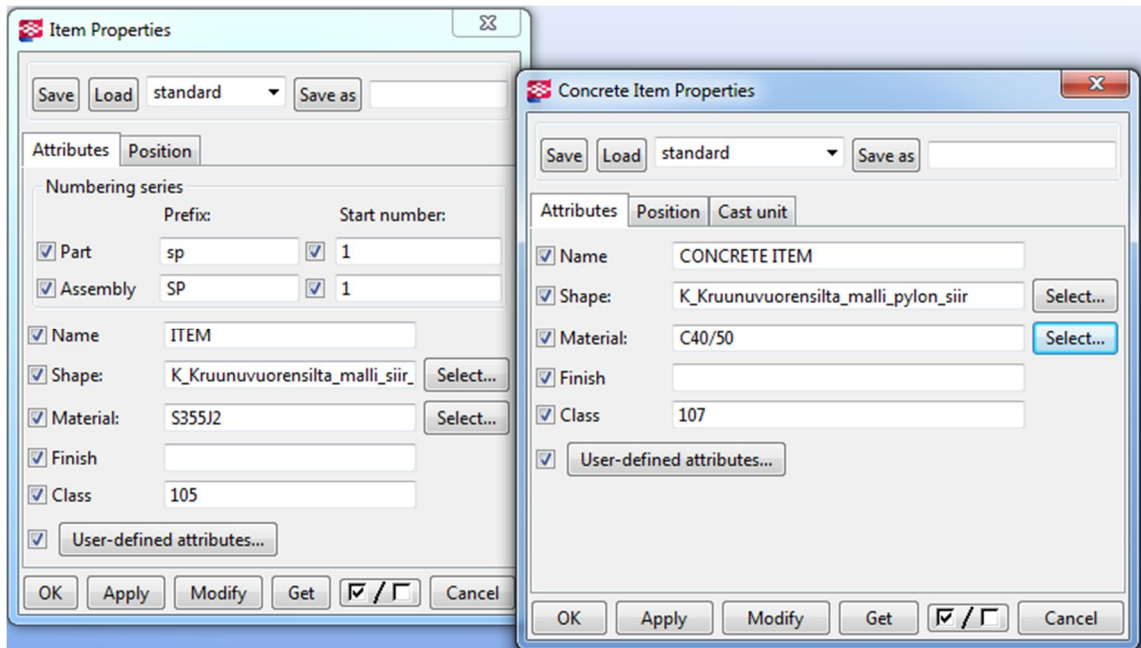 Item Properties
Save Load standard Save as
Attributes Position
Numbering series
Prefix: Start number:
Part sp 1
Assembly SP 1
Name ITEM
Shape: K_Kruunuvuorensilta_malli_siir_ Select...
Material: S355J2 Select...
Finish
Class 105
User-defined attributes...
OK Apply Modify Get / Cancel
Concrete Item Properties
Save Load standard Save as
Attributes Position Cast unit
Name CONCRETE ITEM
Shape: K_Kruunuvuorensilta_malli_pylon_siir Select...
Material: C40/50 Select...
Finish
Class 107
User-defined attributes...
OK Apply Modify Get / Cancel